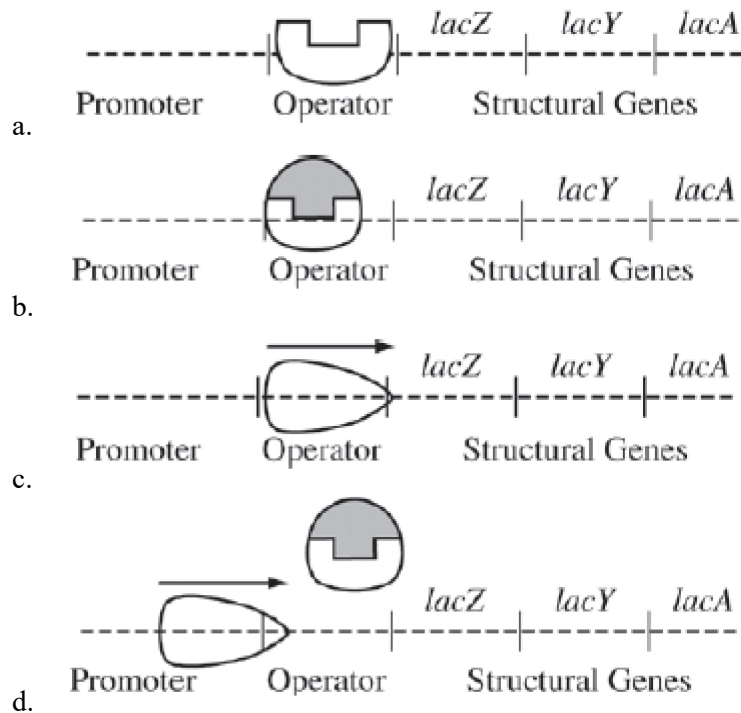 lacZ lacY lacA
Promoter Operator Structural Genes
a.
lacZ lacY lacA
Promoter Operator Structural Genes
b.
lacZ lacY lacA
Promoter Operator Structural Genes
c.
lacZ lacY lacA
Promoter Operator Structural Genes
d.